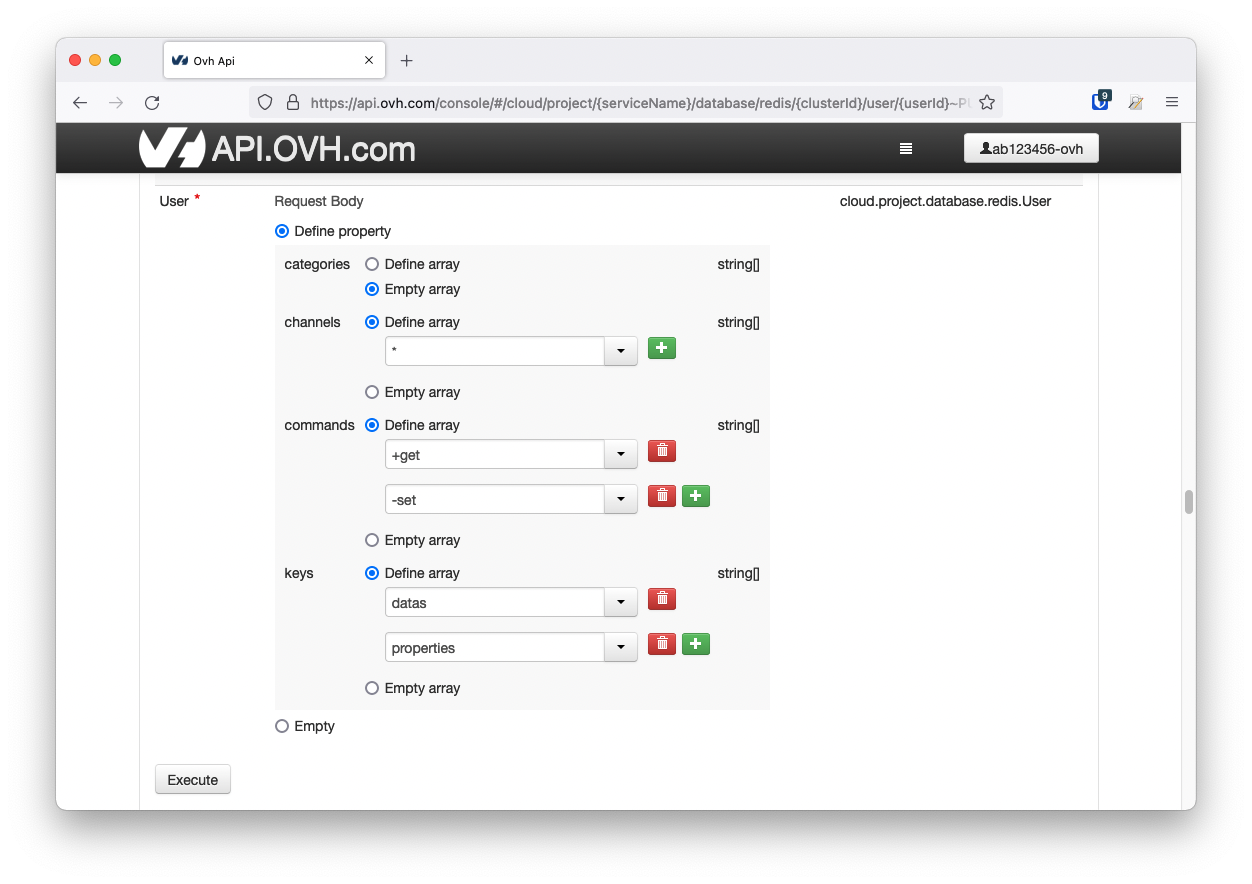 Ovh Api
https://api.ovh.com/console/#/cloud/project/{serviceName}/database/redis/{clusterId}/user/{userId}~PU
9
API.OVH.com
ab123456-ovh
User * Request Body cloud.project.database.redis.User
Define property
categories Define array string[]
Empty array
channels Define array string[]
*
Empty array
commands Define array string[]
+get
-set
Empty array
keys Define array string[]
datas
properties
Empty array
Empty
Execute